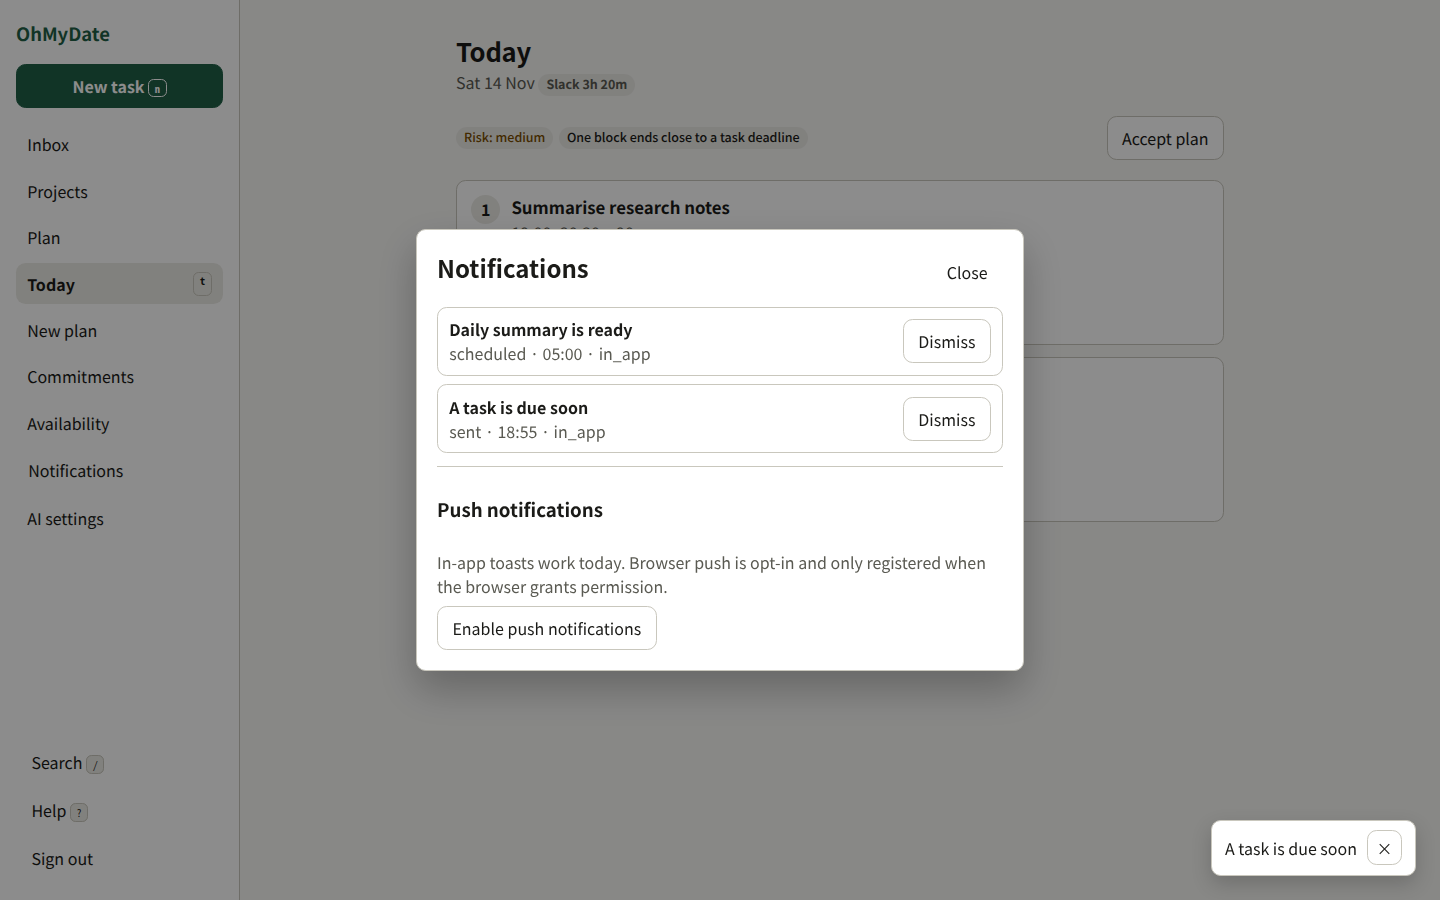 OhMyDate
New task n
Inbox
Projects
Plan
Today t
New plan
Commitments
Availability
Notifications
AI settings
Search /
Help ?
Sign out
Today
Sat 14 Nov Slack 3h 20m
Risk: medium One block ends close to a task deadline
Accept plan
1 Summarise research notes
Notifications
Close
Daily summary is ready
scheduled · 05:00 · in_app
Dismiss
A task is due soon
sent · 18:55 · in_app
Dismiss
Push notifications
In-app toasts work today. Browser push is opt-in and only registered when
the browser grants permission.
Enable push notifications
A task is due soon